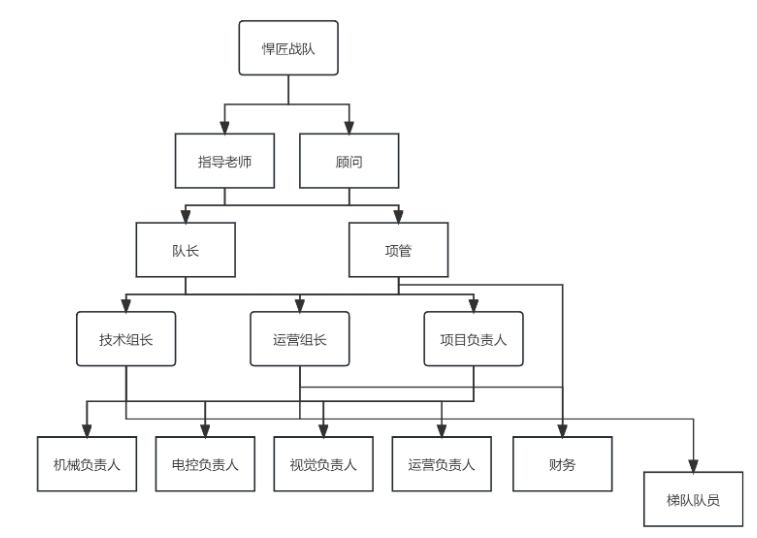 悍匠战队
指导老师
顾问
队长
项管
技术组长
运营组长
项目负责人
机械负责人
电控负责人
视觉负责人
运营负责人
财务
梯队队员